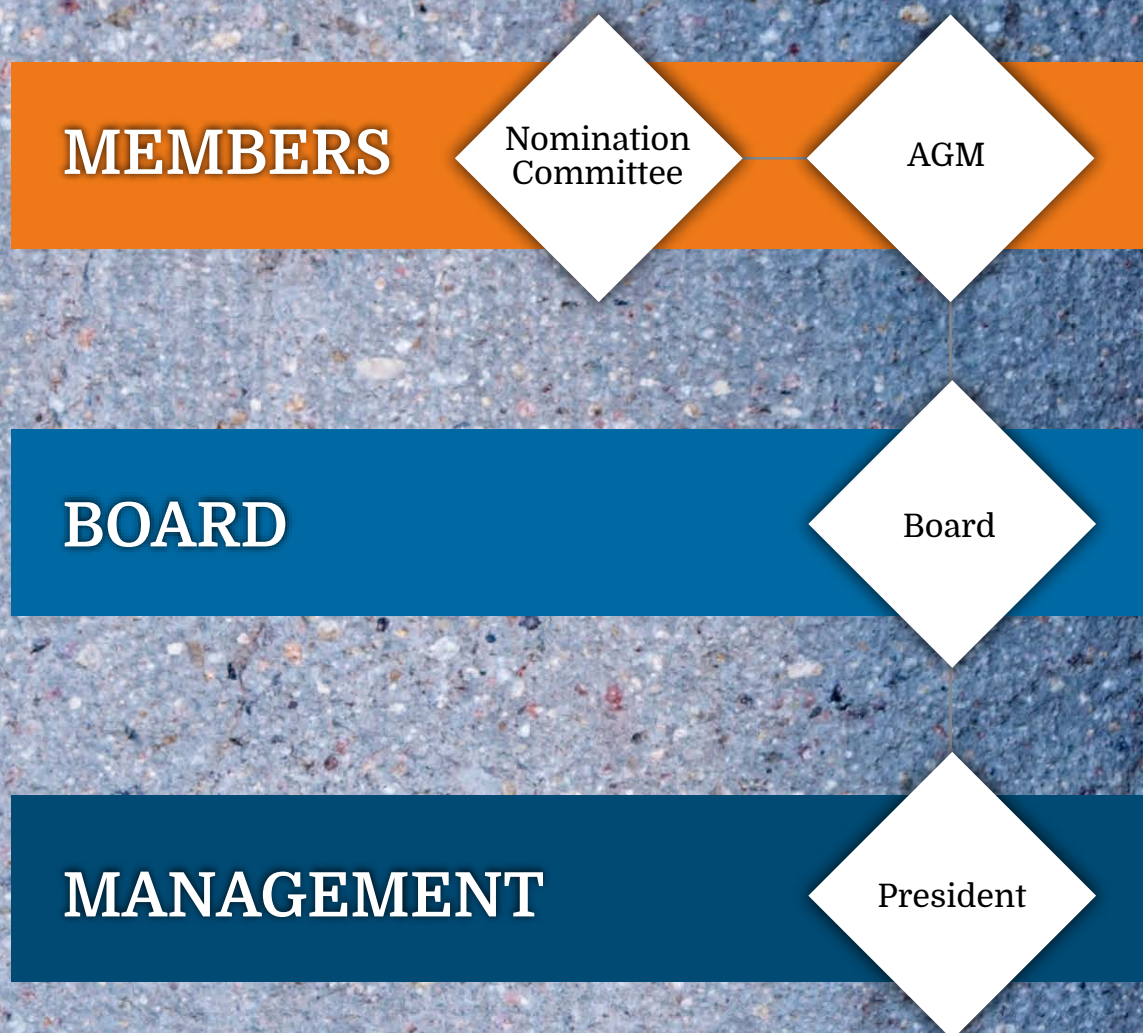 MEMBERS
Nomination
Committee
AGM
BOARD
Board
MANAGEMENT
President